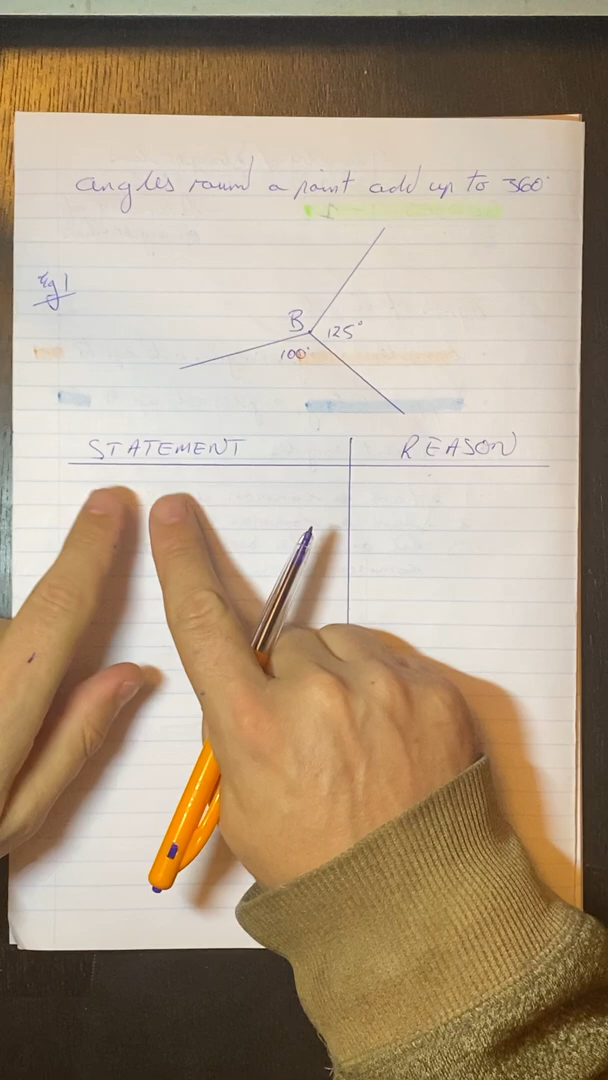 angles round a point add up to 360°
Eg 1
B 125°
100°
STATEMENT REASON